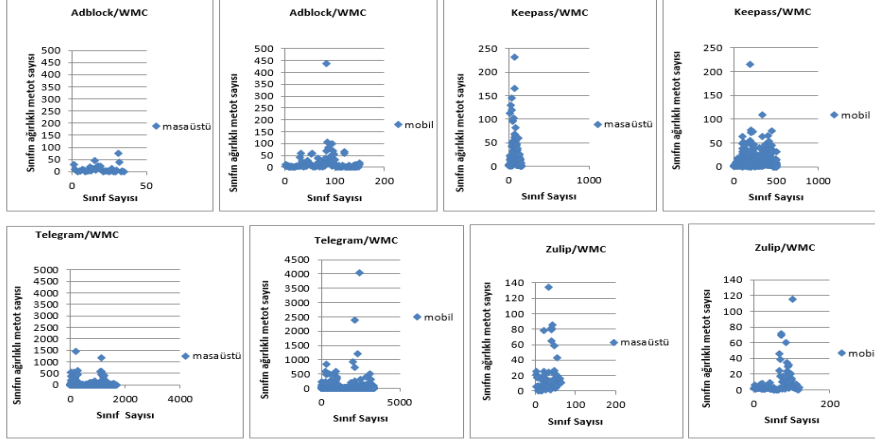 Adblock/WMC
Sınıfın ağırlıklı metot sayısı
500
450
400
350
300
250
200
150
100
50
0
0 50
masaüstü
Sınıf Sayısı
Adblock/WMC
Sınıfın ağırlıklı metot sayısı
500
450
400
350
300
250
200
150
100
50
0
0 100 200
mobil
Sınıf Sayısı
Keepass/WMC
Sınıfın ağırlıklı metot sayısı
250
200
150
100
50
0
0 1000
masaüstü
Sınıf Sayısı
Keepass/WMC
Sınıfın ağırlıklı metot sayısı
250
200
150
100
50
0
0 500 1000
mobil
Sınıf Sayısı
Telegram/WMC
Sınıfın ağırlıklı metot sayısı
5000
4500
4000
3500
3000
2500
2000
1500
1000
500
0
0 2000 4000
masaüstü
Sınıf Sayısı
Telegram/WMC
Sınıfın ağırlıklı metot sayısı
4500
4000
3500
3000
2500
2000
1500
1000
500
0
0 5000
mobil
Sınıf Sayısı
Zulip/WMC
Sınıfın ağırlıklı metot sayısı
140
120
100
80
60
40
20
0
0 100 200
masaüstü
Sınıf Sayısı
Zulip/WMC
Sınıfın ağırlıklı metot sayısı
140
120
100
80
60
40
20
0
0 200
mobi
Sınıf Sayısı